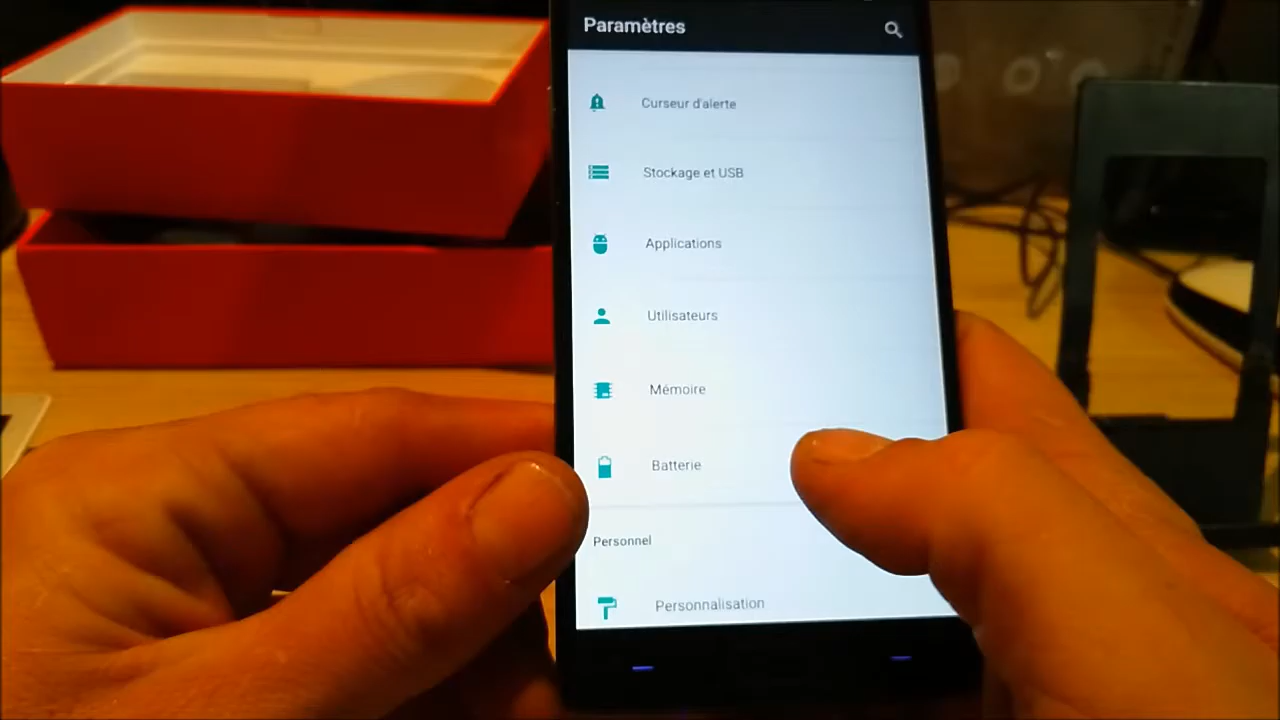 Paramètres
Curseur d'alerte
Stockage et USB
Applications
Utilisateurs
Mémoire
Batterie
Personnel
Personnalisation